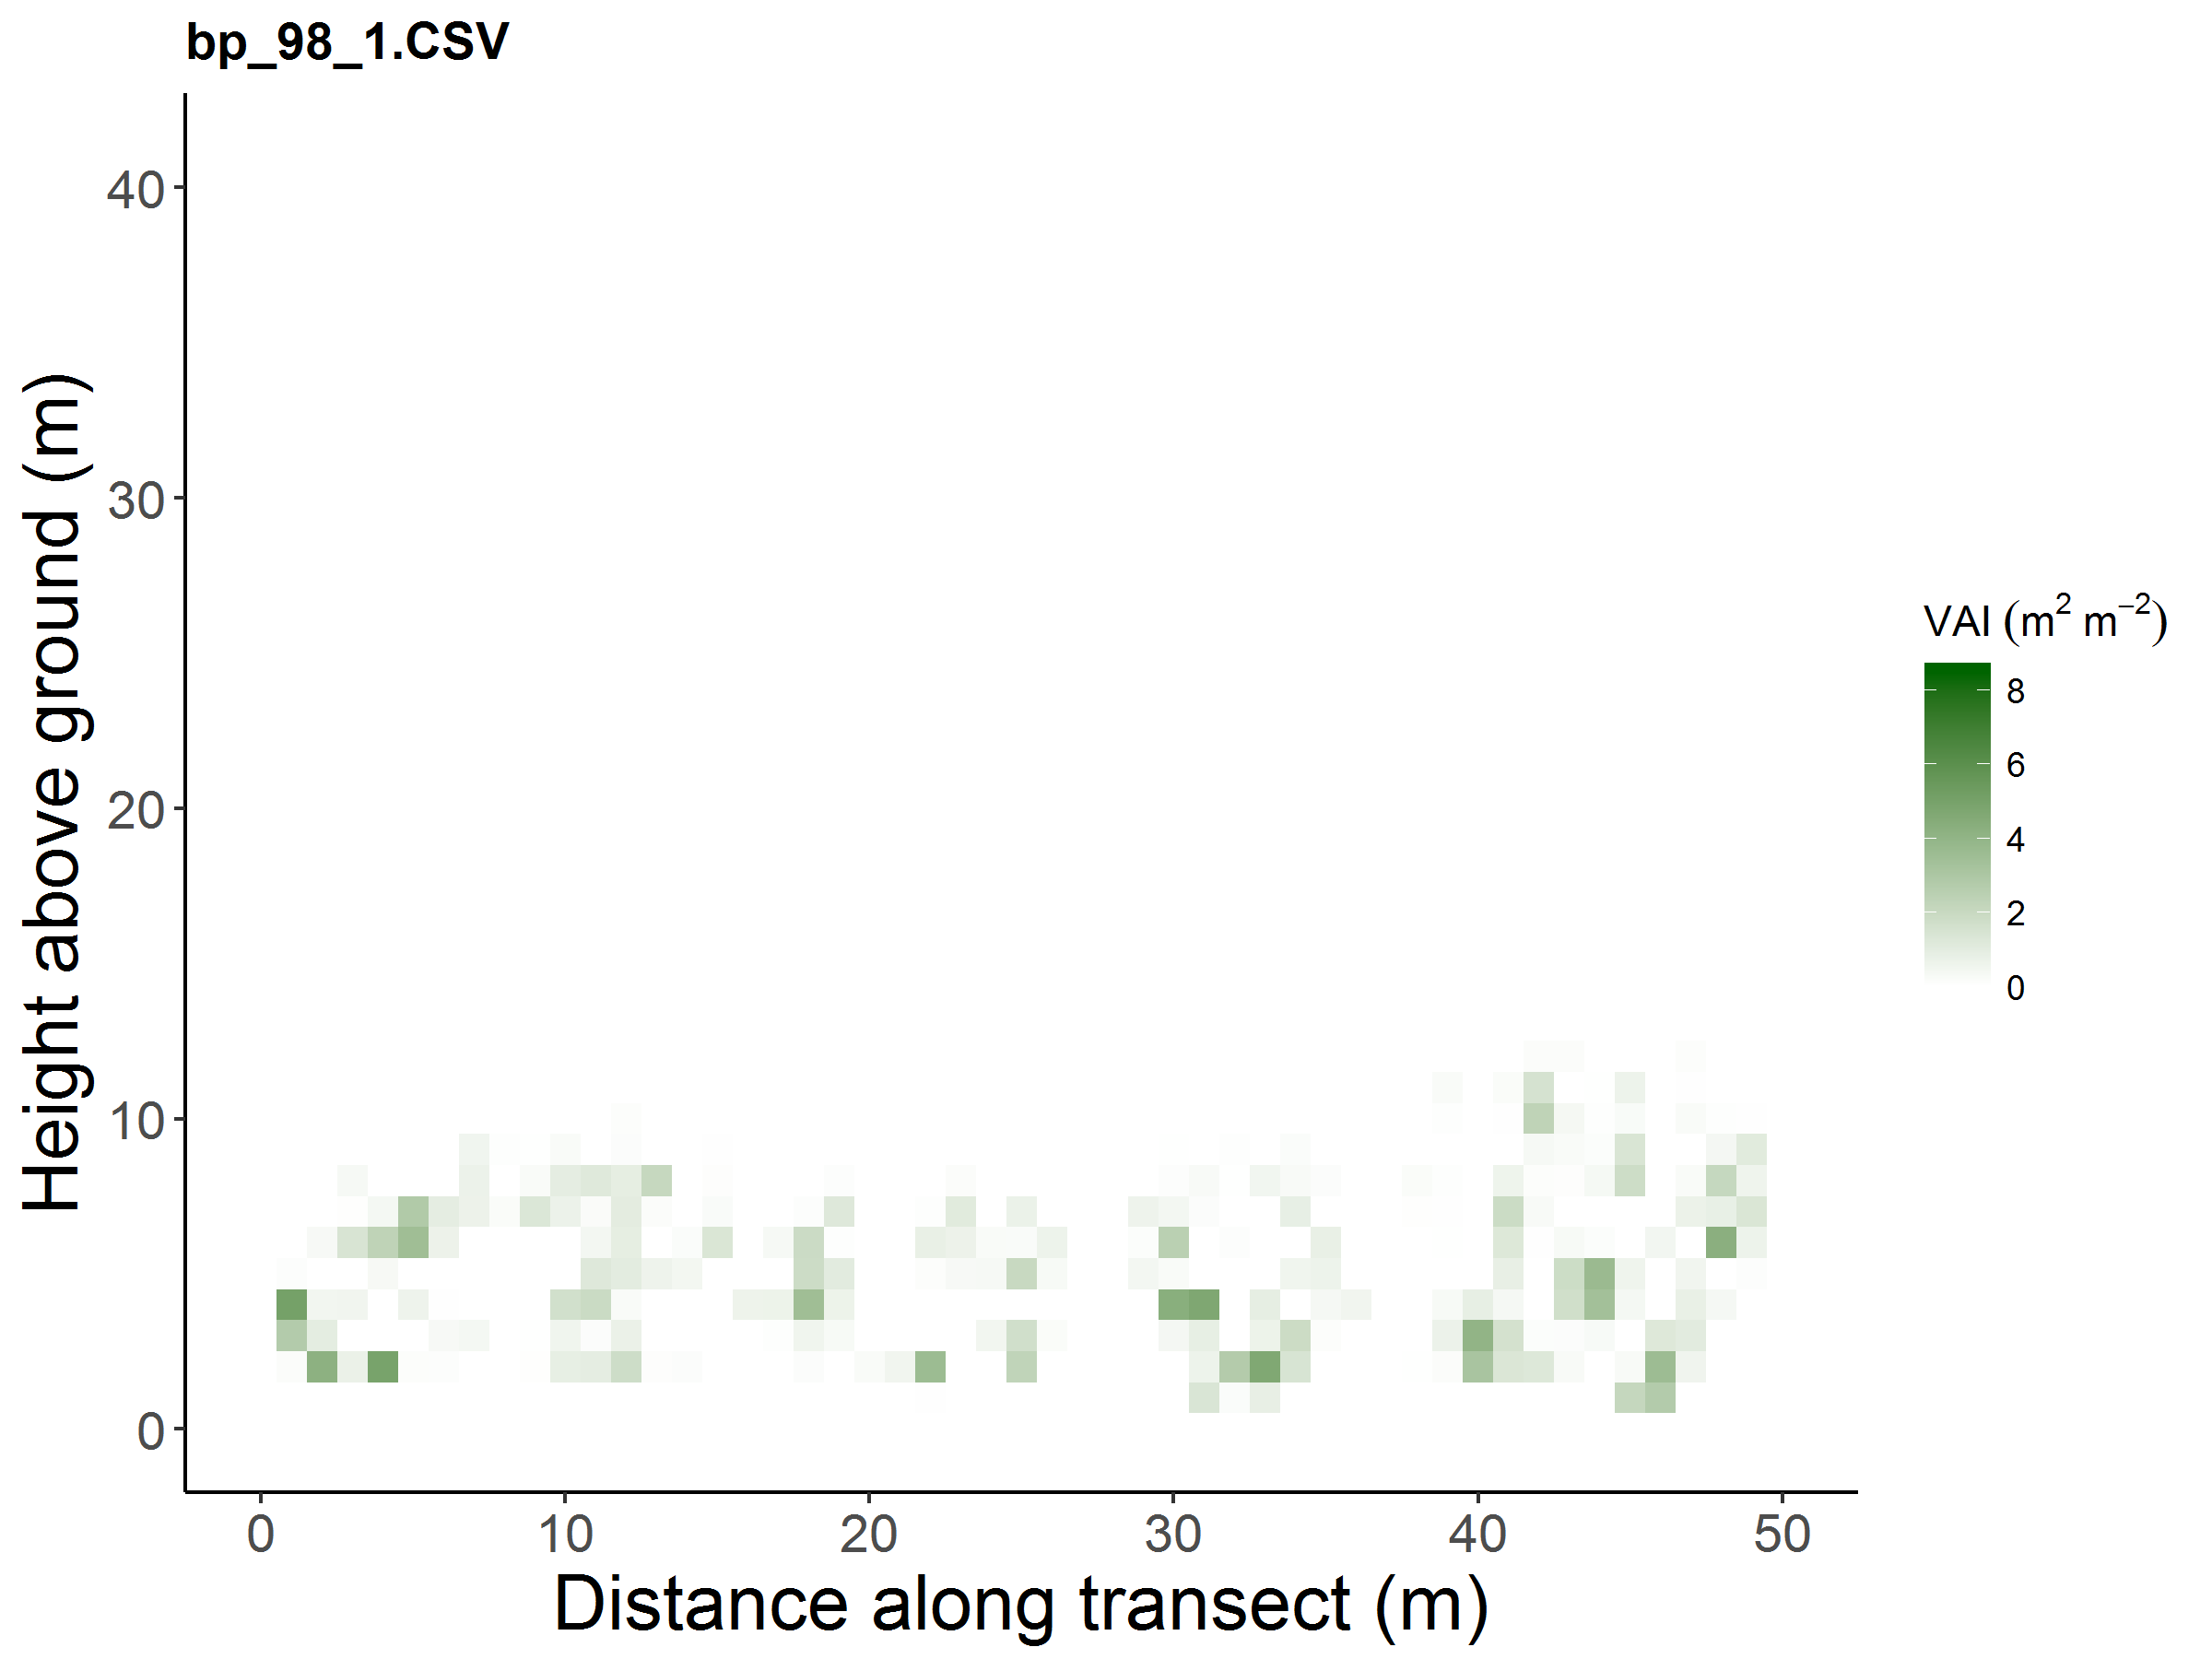 bp_98_1.CSV
Height above ground (m)
40
30
20
10
0
0 10 20 30 40 50
Distance along transect (m)
VAI (m² m⁻²)
8
6
4
2
0